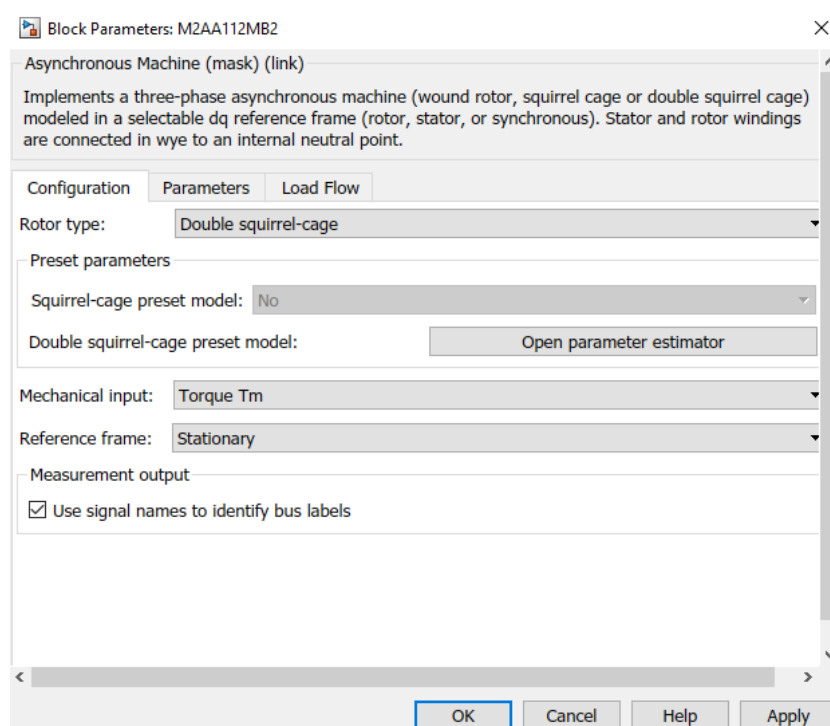 Block Parameters: M2AA112MB2
Asynchronous Machine (mask) (link)
Implements a three-phase asynchronous machine (wound rotor, squirrel cage or double squirrel cage)
modeled in a selectable dq reference frame (rotor, stator, or synchronous). Stator and rotor windings
are connected in wye to an internal neutral point.
Configuration Parameters Load Flow
Rotor type: Double squirrel-cage
Preset parameters
Squirrel-cage preset model: No
Double squirrel-cage preset model: Open parameter estimator
Mechanical input: Torque Tm
Reference frame: Stationary
Measurement output
Use signal names to identify bus labels
OK Cancel Help Apply